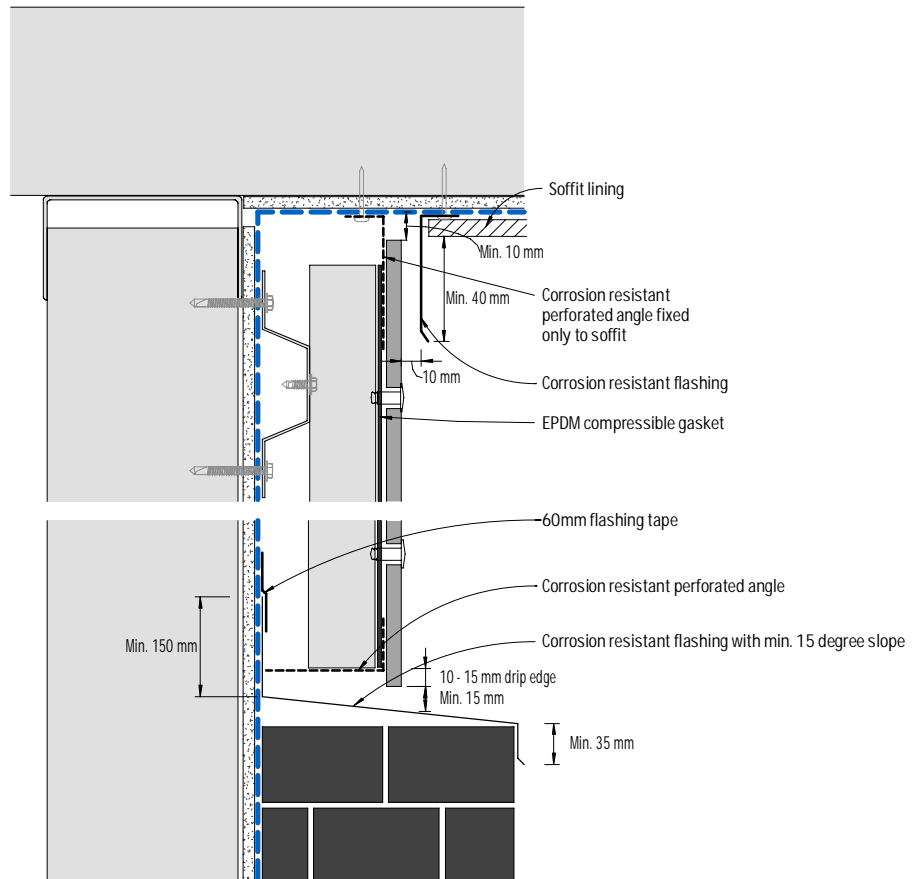 Soffit lining
Min. 10 mm
Min. 40 mm
Corrosion resistant
perforated angle fixed
only to soffit
10 mm
Corrosion resistant flashing
EPDM compressible gasket
60mm flashing tape
Corrosion resistant perforated angle
Min. 150 mm
Corrosion resistant flashing with min. 15 degree slope
10 - 15 mm drip edge
Min. 15 mm
Min. 35 mm